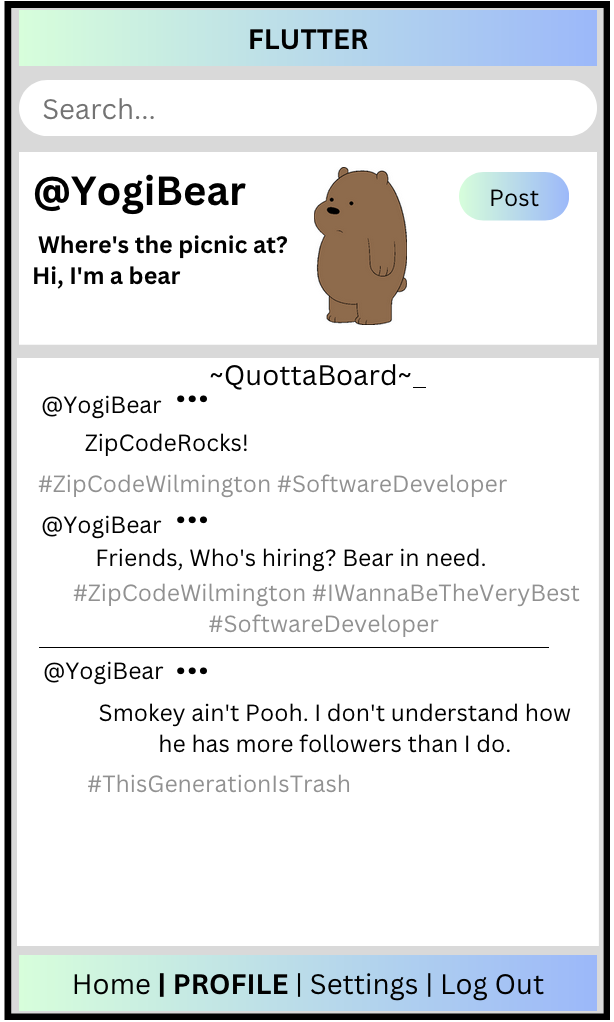 FLUTTER
Search...
@YogiBear
Post
Where's the picnic at?
Hi, I'm a bear
~QuottaBoard~_
@YogiBear •••
ZipCodeRocks!
#ZipCodeWilmington #SoftwareDeveloper
@YogiBear •••
Friends, Who's hiring? Bear in need.
#ZipCodeWilmington #IWannaBeTheVeryBest
#SoftwareDeveloper
@YogiBear •••
Smokey ain't Pooh. I don't understand how
he has more followers than I do.
#ThisGenerationIsTrash
Home | PROFILE | Settings | Log Out